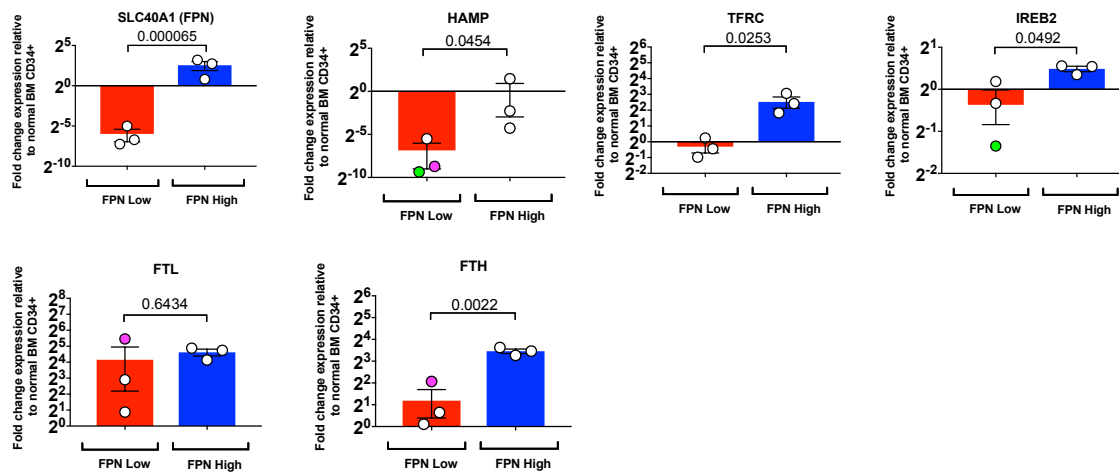 SLC40A1 (FPN)
Fold change expression relative
to normal BM CD34+
2^5
2^0
2^-5
2^-10
0.000065
FPN Low
FPN High
HAMP
Fold change expression relative
to normal BM CD34+
2^5
2^0
2^-5
2^-10
0.0454
FPN Low
FPN High
TFRC
Fold change expression relative
to normal BM CD34+
2^6
2^5
2^4
2^3
2^2
2^1
2^0
2^-1
2^-2
0.0253
FPN Low
FPN High
IREB2
Fold change expression relative
to normal BM CD34+
2^1
2^0
2^-1
2^-2
0.0492
FPN Low
FPN High
FTL
Fold change expression relative
to normal BM CD34+
2^8
2^7
2^6
2^5
2^4
2^3
2^2
2^1
2^0
0.6434
FPN Low
FPN High
FTH
Fold change expression relative
to normal BM CD34+
2^6
2^5
2^4
2^3
2^2
2^1
2^0
0.0022
FPN Low
FPN High